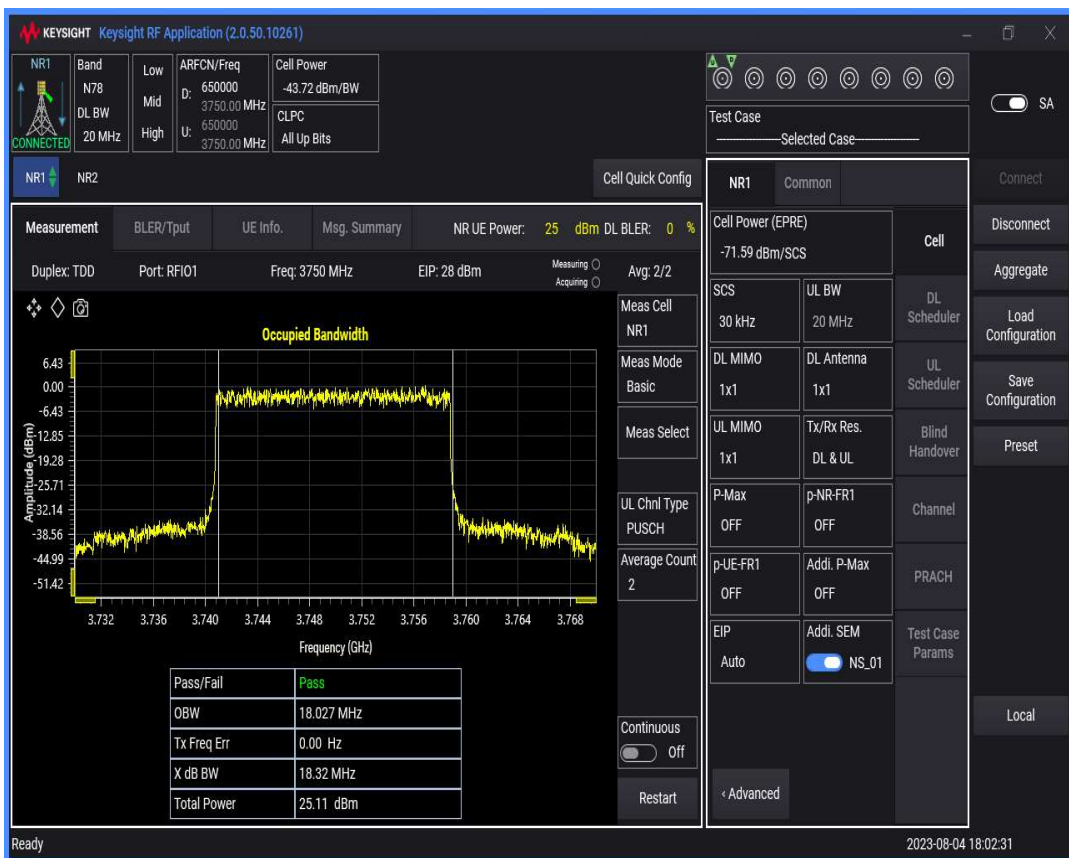 KEYSIGHT Keysight RF Application (2.0.50.10261)
NR1
CONNECTED
Band
N78
DL BW
20 MHz
Low
Mid
High
ARFCN/Freq
D: 650000
3750.00 MHz
U: 650000
3750.00 MHz
Cell Power
-43.72 dBm/BW
CLPC
All Up Bits
Test Case
Selected Case
SA
NR1 NR2
Cell Quick Config
Measurement BLER/Tput UE Info. Msg. Summary NR UE Power: 25 dBm DL BLER: 0 %
Duplex: TDD Port: RFIO1 Freq: 3750 MHz EIP: 28 dBm Measuring Acquiring Avg: 2/2
Occupied Bandwidth
Amplitude (dBm)
6.43
0.00
-6.43
-12.85
-19.28
-25.71
-32.14
-38.56
-44.99
-51.42
3.732 3.736 3.740 3.744 3.748 3.752 3.756 3.760 3.764 3.768
Frequency (GHz)
Pass/Fail Pass
OBW 18.027 MHz
Tx Freq Err 0.00 Hz
X dB BW 18.32 MHz
Total Power 25.11 dBm
Meas Cell
NR1
Meas Mode
Basic
Meas Select
UL Chnl Type
PUSCH
Average Count
2
Continuous
Off
Restart
NR1 Common
Cell Power (EPRE)
-71.59 dBm/SCS
SCS
30 kHz
UL BW
20 MHz
DL MIMO
1x1
DL Antenna
1x1
UL MIMO
1x1
Tx/Rx Res.
DL & UL
P-Max
OFF
p-NR-FR1
OFF
p-UE-FR1
OFF
Addi. P-Max
OFF
EIP
Auto
Addi. SEM
NS_01
‹ Advanced
Cell
DL
Scheduler
UL
Scheduler
Blind
Handover
Channel
PRACH
Test Case
Params
Connect
Disconnect
Aggregate
Load
Configuration
Save
Configuration
Preset
Local
Ready
2023-08-04 18:02:31